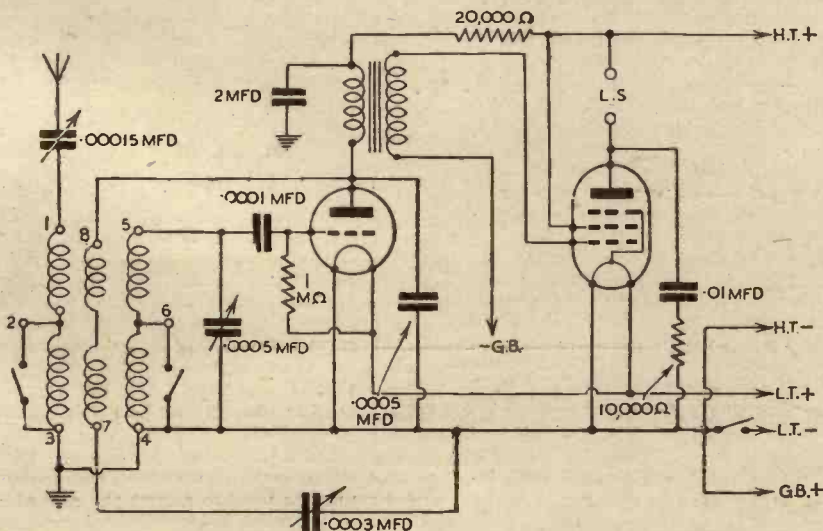 20,000 Ω
H.T.+
2 MFD
L.S
.00015 MFD
.0001 MFD
1
8
5
1
MΩ
.01 MFD
2
6
.0005 MFD
-G.B.
H.T.-
.0005
MFD
10,000Ω
L.T.+
3
7
4
L.T.-
.0003 MFD
G.B.+